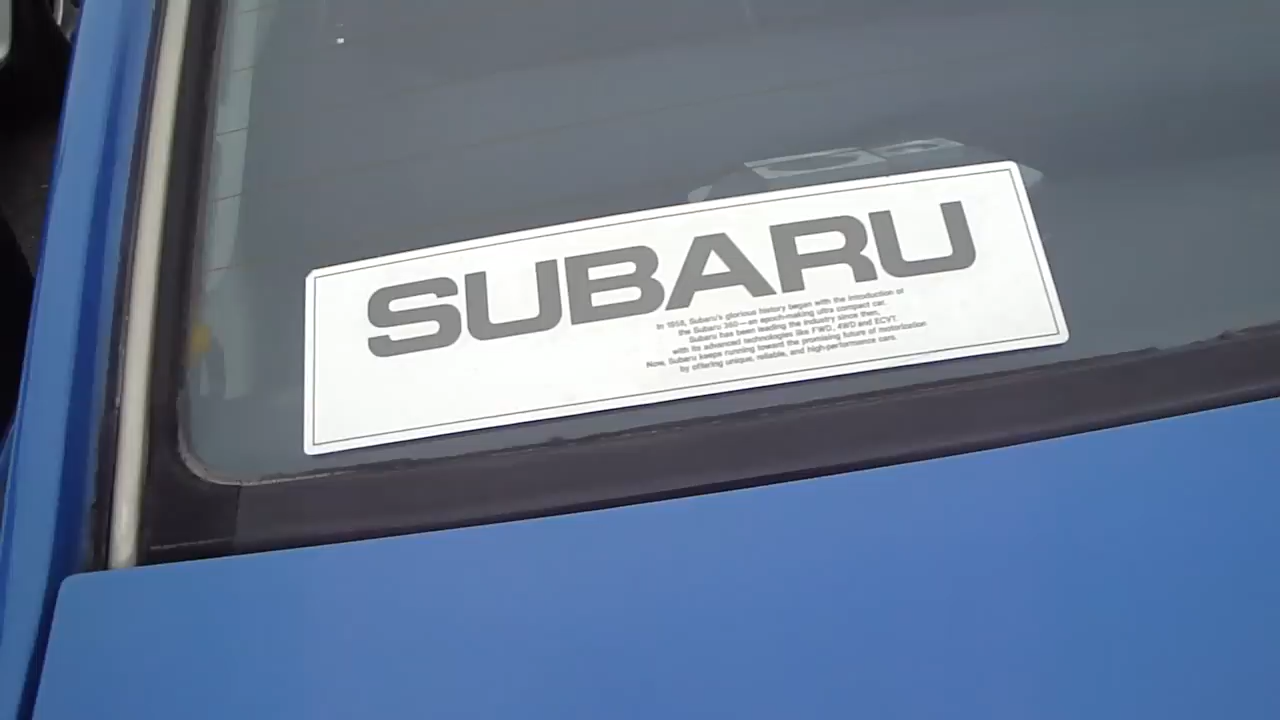 SUBARU
In 1958, Subaru's glorious history began with the introduction of
the Subaru 360—an epoch-making ultra compact car.
Subaru has been leading the industry since then,
with its advanced technologies like FWD, 4WD and ECVT.
Now, Subaru keeps running toward the promising future of motorization
by offering unique, reliable, and high-performance cars.